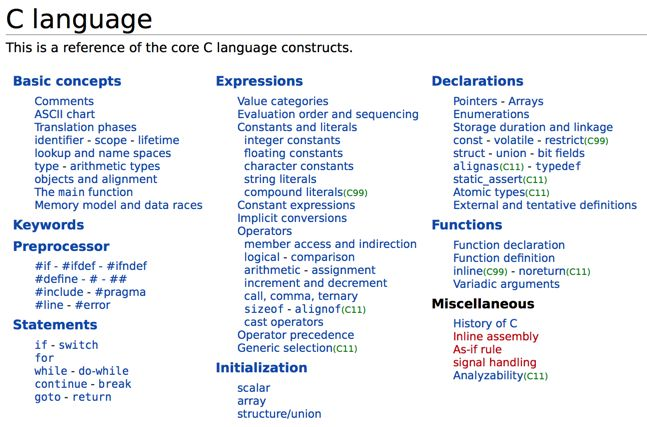 C language
This is a reference of the core C language constructs.
Basic concepts
Comments
ASCII chart
Translation phases
identifier - scope - lifetime
lookup and name spaces
type - arithmetic types
objects and alignment
The main function
Memory model and data races
Keywords
Preprocessor
#if - #ifdef - #ifndef
#define - # - ##
#include - #pragma
#line - #error
Statements
if - switch
for
while - do-while
continue - break
goto - return
Expressions
Value categories
Evaluation order and sequencing
Constants and literals
integer constants
floating constants
character constants
string literals
compound literals(C99)
Constant expressions
Implicit conversions
Operators
member access and indirection
logical - comparison
arithmetic - assignment
increment and decrement
call, comma, ternary
sizeof - alignof(C11)
cast operators
Operator precedence
Generic selection(C11)
Initialization
scalar
array
structure/union
Declarations
Pointers - Arrays
Enumerations
Storage duration and linkage
const - volatile - restrict(C99)
struct - union - bit fields
alignas(C11) - typedef
static_assert(C11)
Atomic types(C11)
External and tentative definitions
Functions
Function declaration
Function definition
inline(C99) - noreturn(C11)
Variadic arguments
Miscellaneous
History of C
Inline assembly
As-if rule
signal handling
Analyzability(C11)